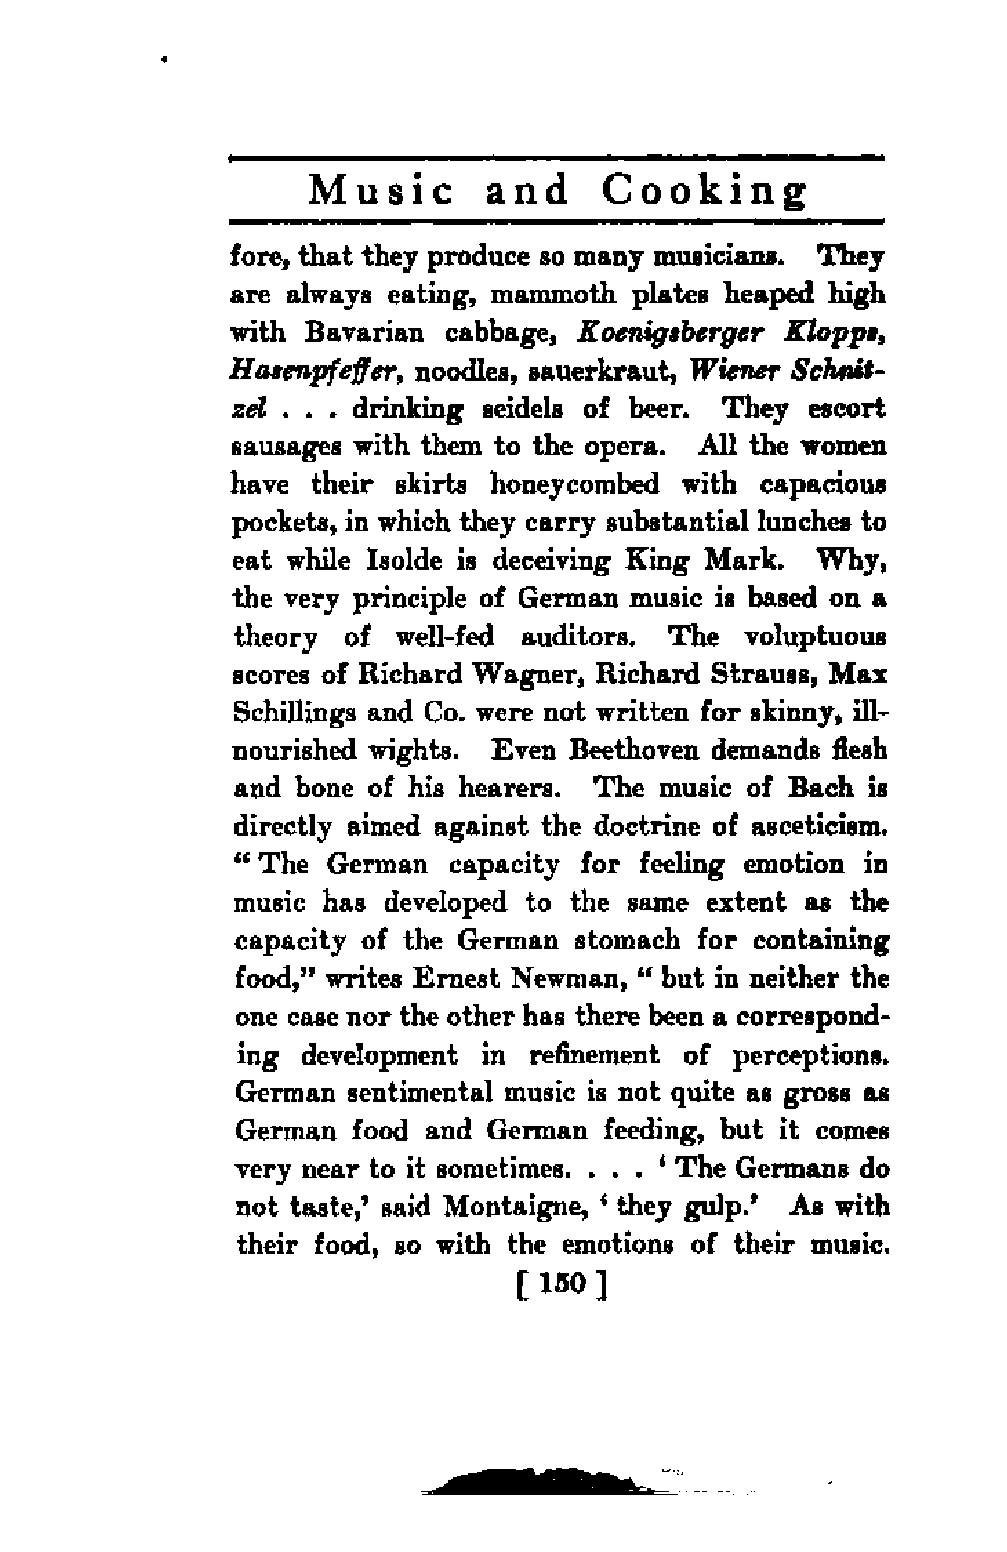 Music and Cooking
fore, that they produce so many musicians. They
are always eating, mammoth plates heaped high
with Bavarian cabbage, Koenigsberger Klopps,
Hasenpfeffer, noodles, sauerkraut, Wiener Schnit-
zel . . . drinking seidels of beer. They escort
sausages with them to the opera. All the women
have their skirts honeycombed with capacious
pockets, in which they carry substantial lunches to
eat while Isolde is deceiving King Mark. Why,
the very principle of German music is based on a
theory of well-fed auditors. The voluptuous
scores of Richard Wagner, Richard Strauss, Max
Schillings and Co. were not written for skinny, ill-
nourished wights. Even Beethoven demands flesh
and bone of his hearers. The music of Bach is
directly aimed against the doctrine of asceticism.
“ The German capacity for feeling emotion in
music has developed to the same extent as the
capacity of the German stomach for containing
food,” writes Ernest Newman, “ but in neither the
one case nor the other has there been a correspond-
ing development in refinement of perceptions.
German sentimental music is not quite as gross as
German food and German feeding, but it comes
very near to it sometimes. . . . ‘ The Germans do
not taste,’ said Montaigne, ‘ they gulp.’ As with
their food, so with the emotions of their music.
[ 150 ]